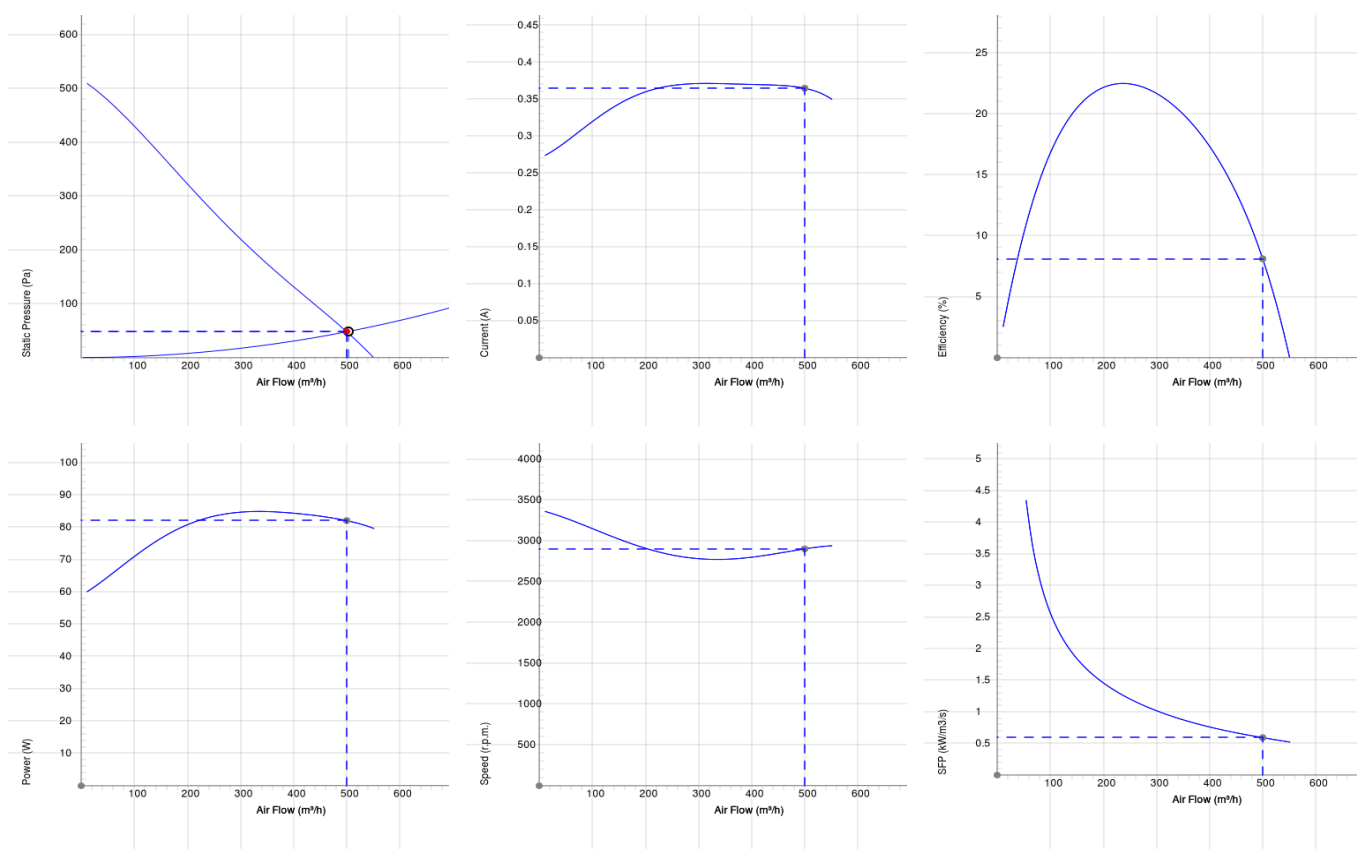 600
500
400
300
200
100
Static Pressure (Pa)
100 200 300 400 500 600
Air Flow (m³/h)
0.45
0.4
0.35
0.3
0.25
0.2
0.15
0.1
0.05
Current (A)
100 200 300 400 500 600
Air Flow (m³/h)
25
20
15
10
5
Efficiency (%)
100 200 300 400 500 600
Air Flow (m³/h)
100
90
80
70
60
50
40
30
20
10
Power (W)
100 200 300 400 500 600
Air Flow (m³/h)
4000
3500
3000
2500
2000
1500
1000
500
Speed (r.p.m.)
100 200 300 400 500 600
Air Flow (m³/h)
5
4.5
4
3.5
3
2.5
2
1.5
1
0.5
SFP (kW/m3/s)
100 200 300 400 500 600
Air Flow (m³/h)